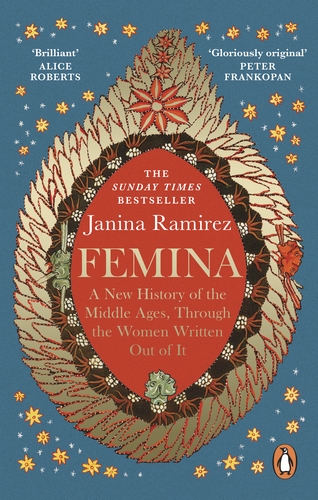 ‘Brilliant’
ALICE
ROBERTS
‘Gloriously original’
PETER
FRANKOPAN
THE
SUNDAY TIMES
BESTSELLER
Janina Ramirez
FEMINA
A New History of the
Middle Ages, Through
the Women Written
Out of It